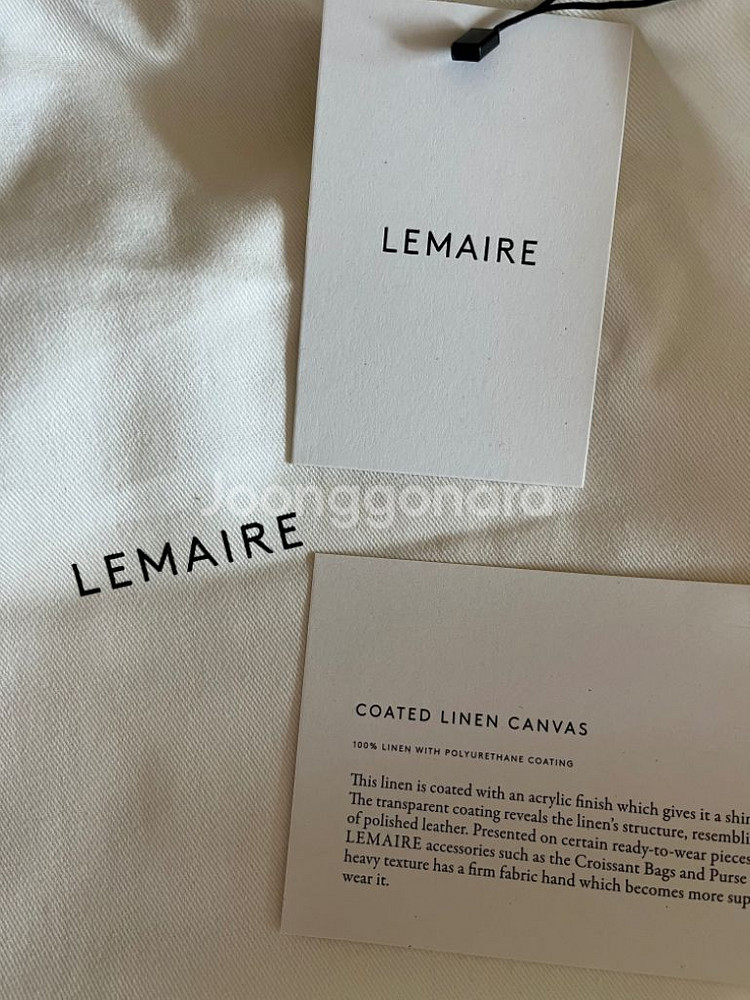 LEMAIRE
Joonggonara
LEMAIRE
COATED LINEN CANVAS
100% LINEN WITH POLYURETHANE COATING
This linen is coated with an acrylic finish which gives it a
The transparent coating reveals the linen's structure,
of polished leather. Presented on certain ready-to-wear pieces
LEMAIRE accessories such as the Croissant Bags and Purse
heavy texture has a firm fabric hand which becomes more
wear it.